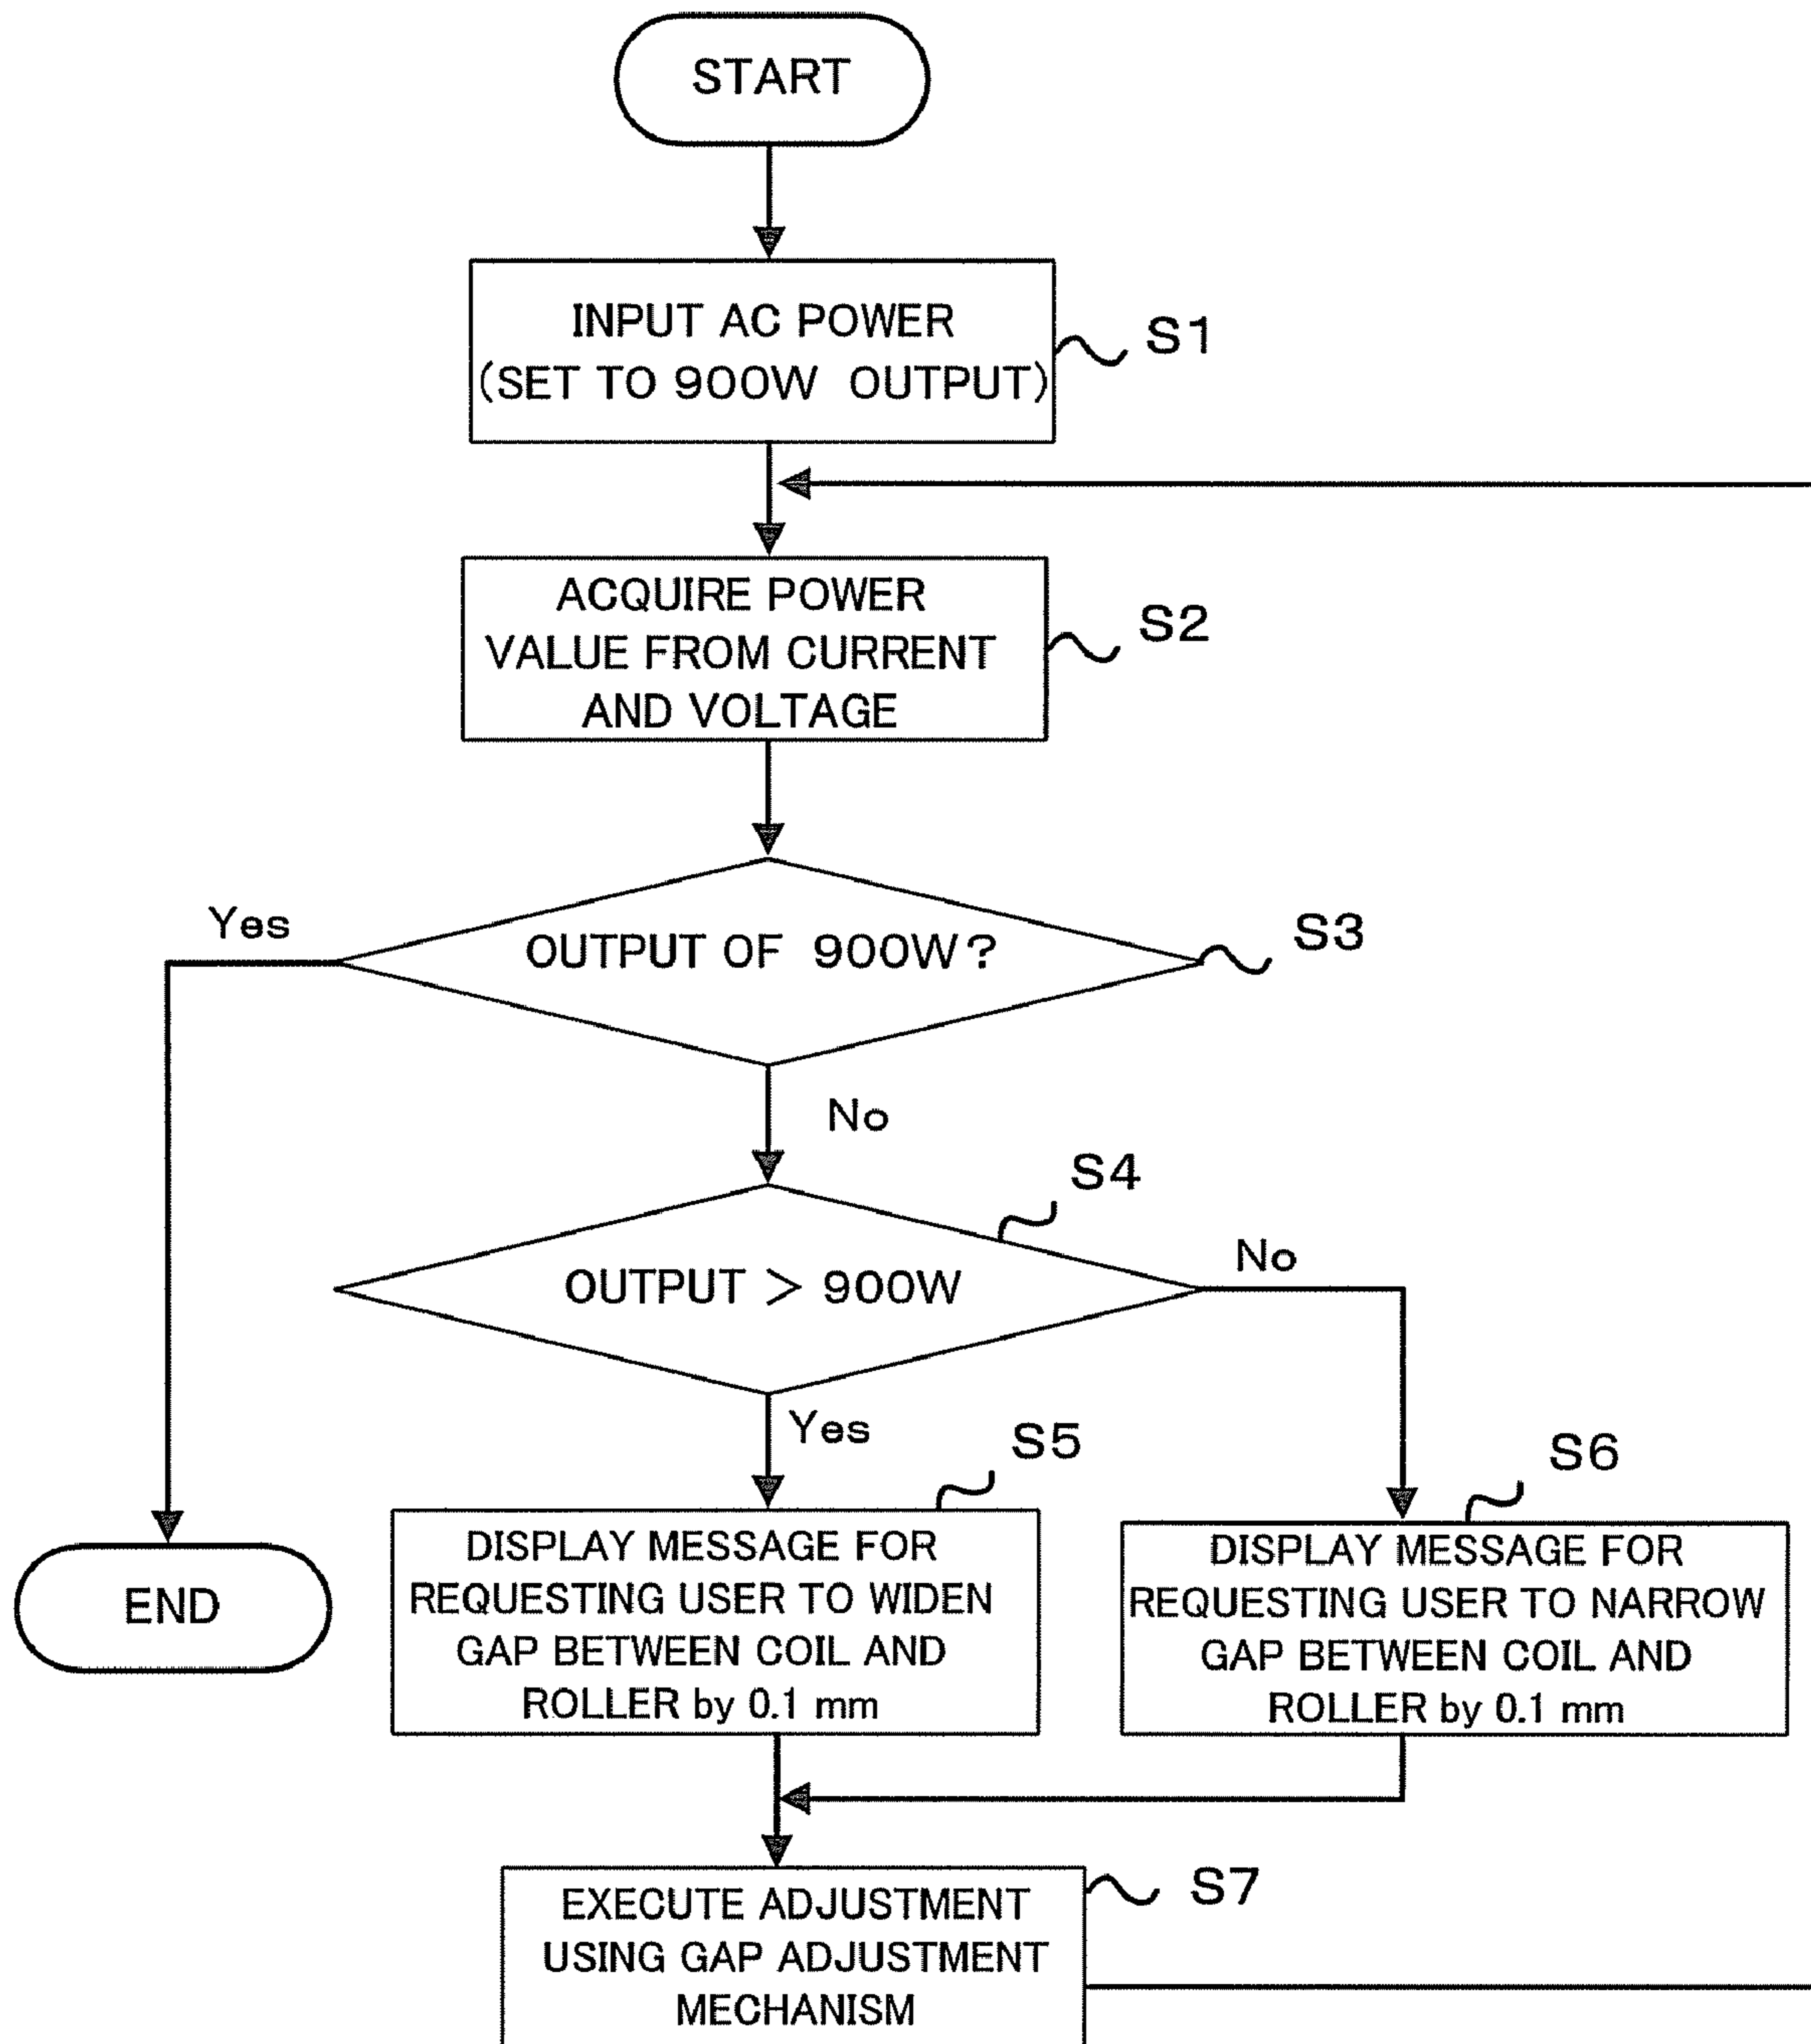 START
INPUT AC POWER
(SET TO 900W OUTPUT)
S1
ACQUIRE POWER
VALUE FROM CURRENT
AND VOLTAGE
S2
Yes
OUTPUT OF 900W?
S3
No
S4
OUTPUT > 900W
No
Yes
S5
S6
END
DISPLAY MESSAGE FOR
REQUESTING USER TO WIDEN
GAP BETWEEN COIL AND
ROLLER by 0.1 mm
DISPLAY MESSAGE FOR
REQUESTING USER TO NARROW
GAP BETWEEN COIL AND
ROLLER by 0.1 mm
EXECUTE ADJUSTMENT
USING GAP ADJUSTMENT
MECHANISM
S7